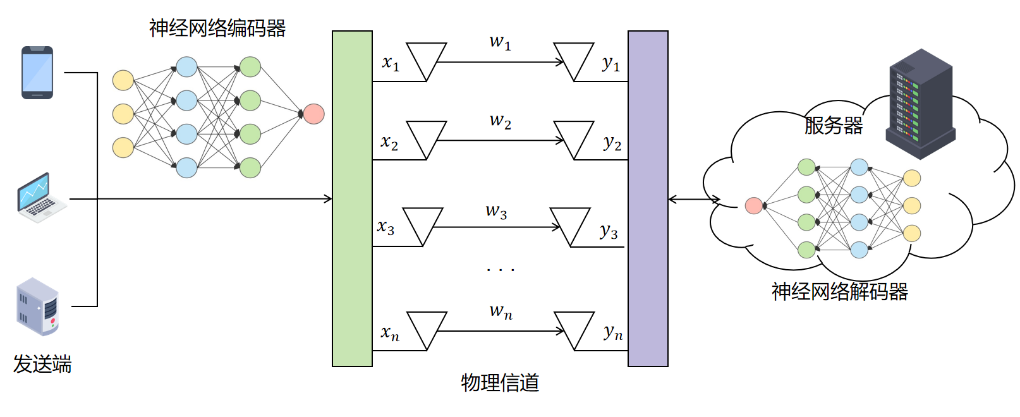 神经网络编码器
x₁ w₁ y₁
x₂ w₂ y₂
服务器
x₃ w₃ y₃
· · ·
xₙ wₙ yₙ
神经网络解码器
发送端
物理信道